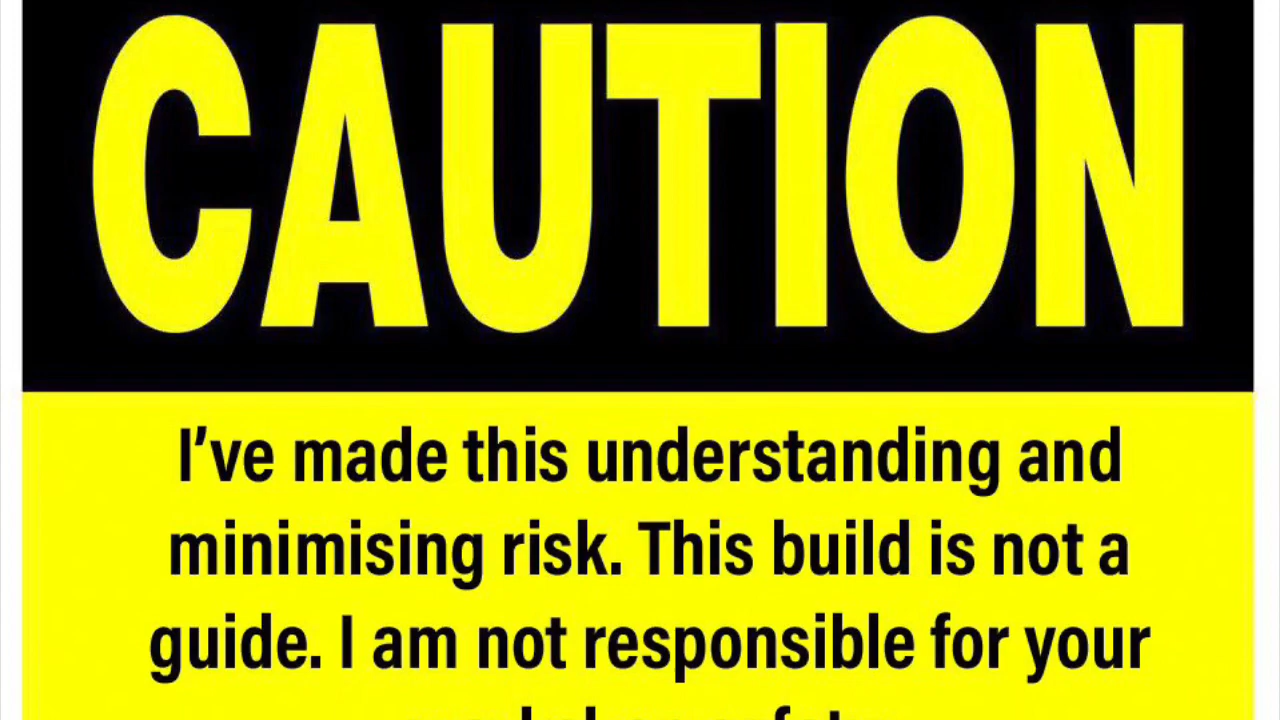 CAUTION
I’ve made this understanding and
minimising risk. This build is not a
guide. I am not responsible for your